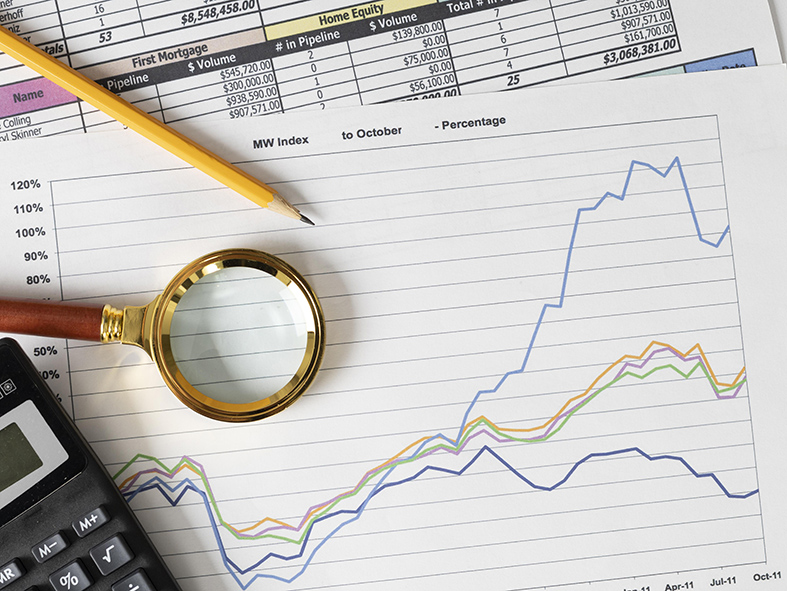 erhoff 16 $8,548,458.00
niz 1
otals 53
Home Equity
# in Pipeline $ Volume Total # in
First Mortgage
Name Pipeline $ Volume
$545,720.00 2 $139,800.00 7 $1,013,590.00
$300,000.00 0 $0.00 $907,571.00
$938,590.00 1 $75,000.00 6 $161,700.00
$907,571.00 0 $0.00 7 $3,068,381.00
2 $56,100.00 4
25
Colling
ryl Skinner
MW Index to October - Percentage
120%
110%
100%
90%
80%
50%
0%
Apr-11 Jul-11 Oct-11
M+
M−
√
MR
%
÷